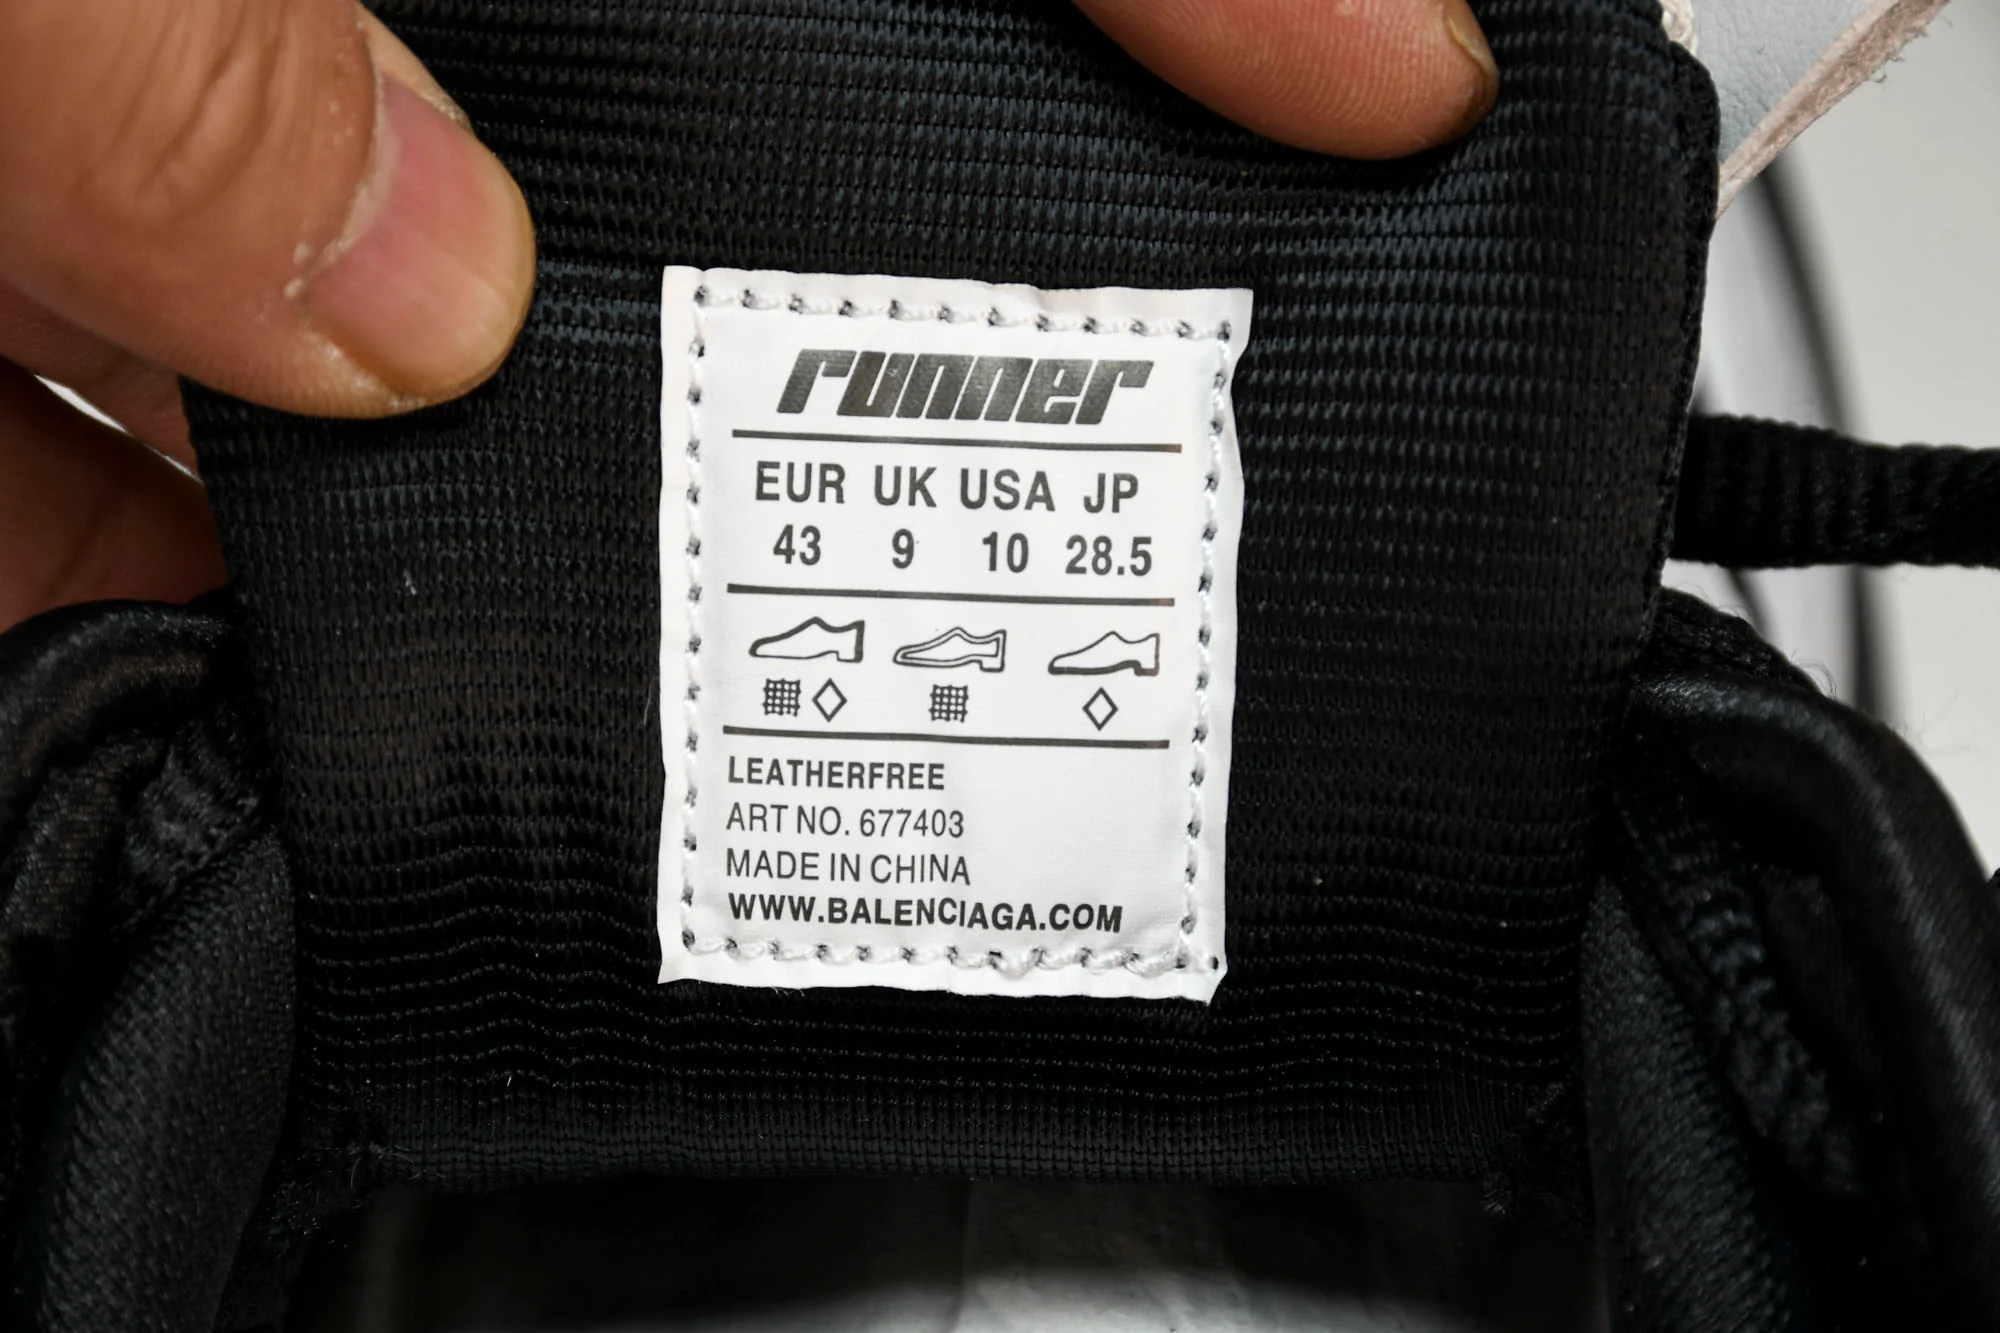 runner
EUR UK USA JP
43 9 10 28.5
LEATHERFREE
ART NO. 677403
MADE IN CHINA
WWW.BALENCIAGA.COM